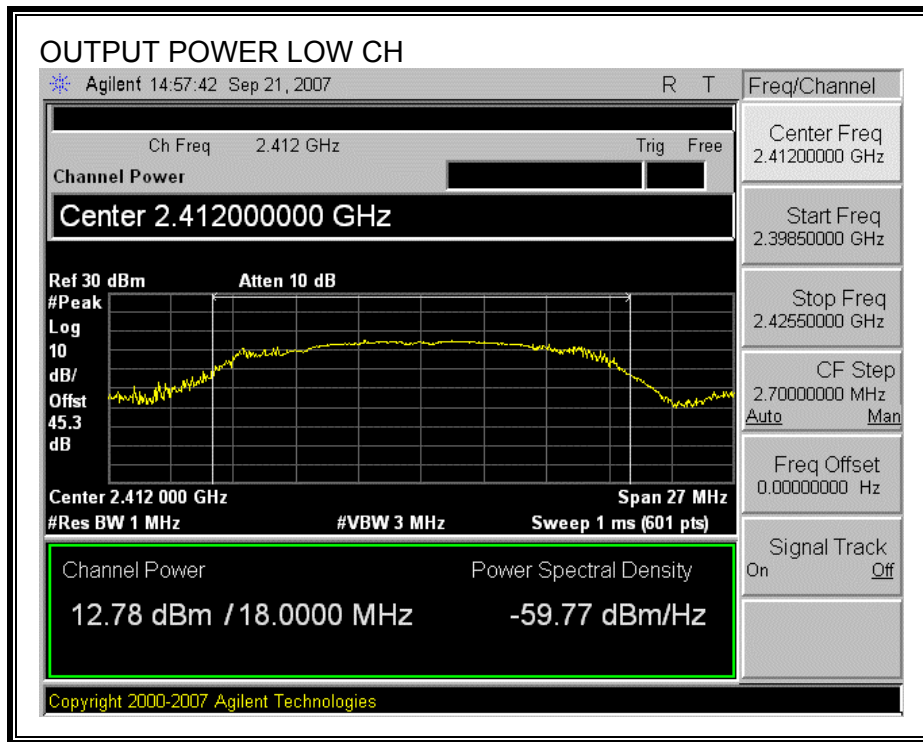 OUTPUT POWER LOW CH
Agilent 14:57:42 Sep 21, 2007 R T
Freq/Channel
Ch Freq 2.412 GHz Trig Free
Channel Power
Center 2.412000000 GHz
Ref 30 dBm Atten 10 dB
#Peak
Log
10
dB/
Offst
45.3
dB
Center 2.412 000 GHz Span 27 MHz
#Res BW 1 MHz #VBW 3 MHz Sweep 1 ms (601 pts)
Channel Power Power Spectral Density
12.78 dBm / 18.0000 MHz -59.77 dBm/Hz
Copyright 2000-2007 Agilent Technologies
Center Freq
2.41200000 GHz
Start Freq
2.39850000 GHz
Stop Freq
2.42550000 GHz
CF Step
2.70000000 MHz
Auto Man
Freq Offset
0.00000000 Hz
Signal Track
On Off